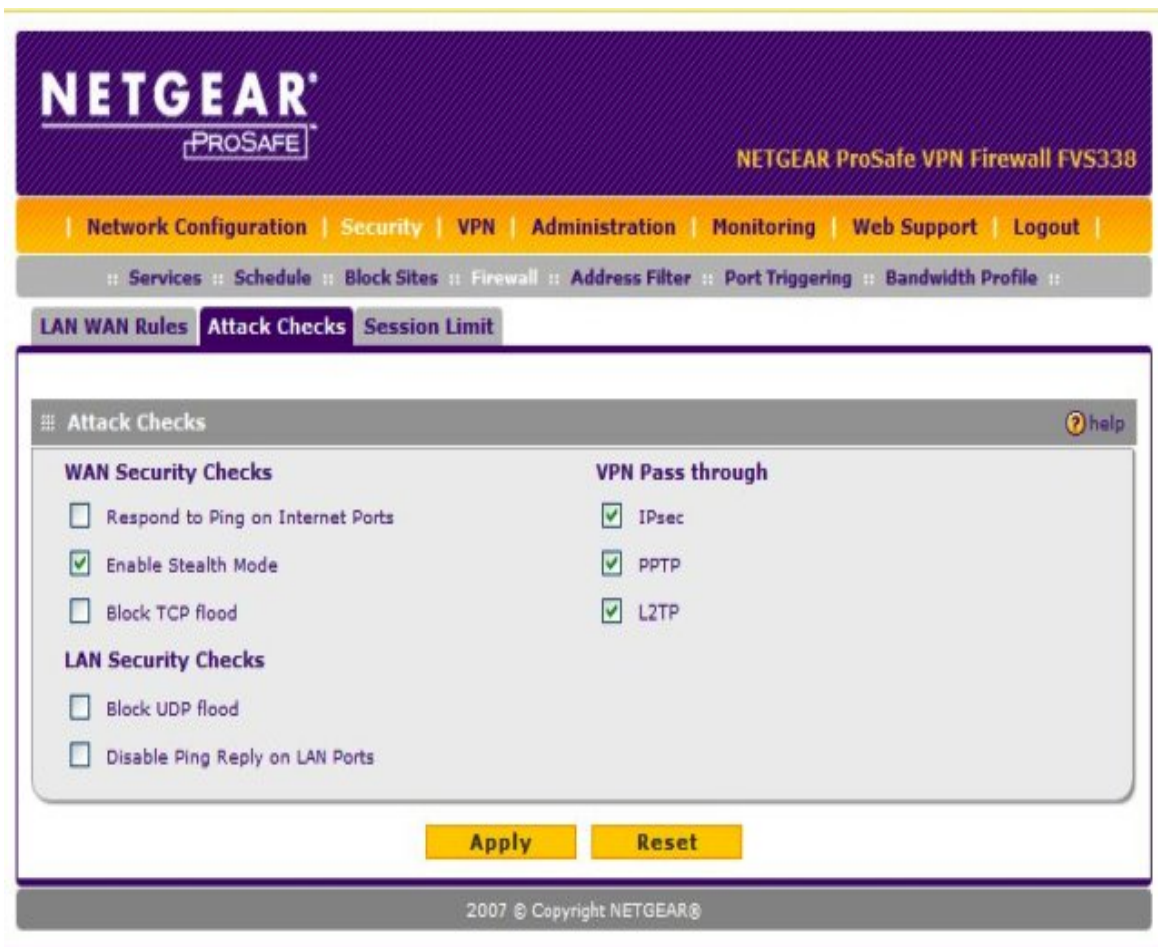 NETGEAR®
PROSAFE™
NETGEAR ProSafe VPN Firewall FVS338
| Network Configuration | Security | VPN | Administration | Monitoring | Web Support | Logout |
:: Services :: Schedule :: Block Sites :: Firewall :: Address Filter :: Port Triggering :: Bandwidth Profile ::
LAN WAN Rules Attack Checks Session Limit
Attack Checks ? help
WAN Security Checks
Respond to Ping on Internet Ports
Enable Stealth Mode
Block TCP flood
LAN Security Checks
Block UDP flood
Disable Ping Reply on LAN Ports
VPN Pass through
IPsec
PPTP
L2TP
Apply Reset
2007 © Copyright NETGEAR®